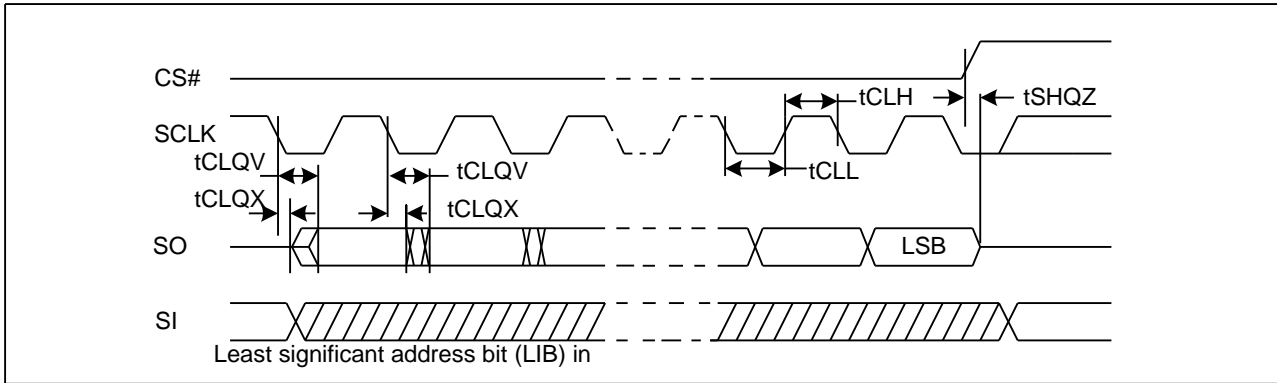 CS#
tCLH
tSHQZ
SCLK
tCLQV
tCLQV
tCLL
tCLQX
tCLQX
SO
LSB
SI
Least significant address bit (LIB) in